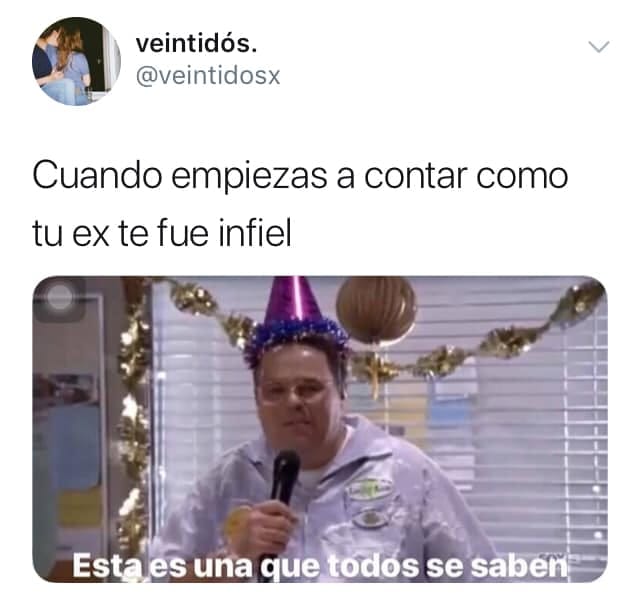 veintidós.
@veintidosx
Cuando empiezas a contar como
tu ex te fue infiel
Esta es una que todos se saben